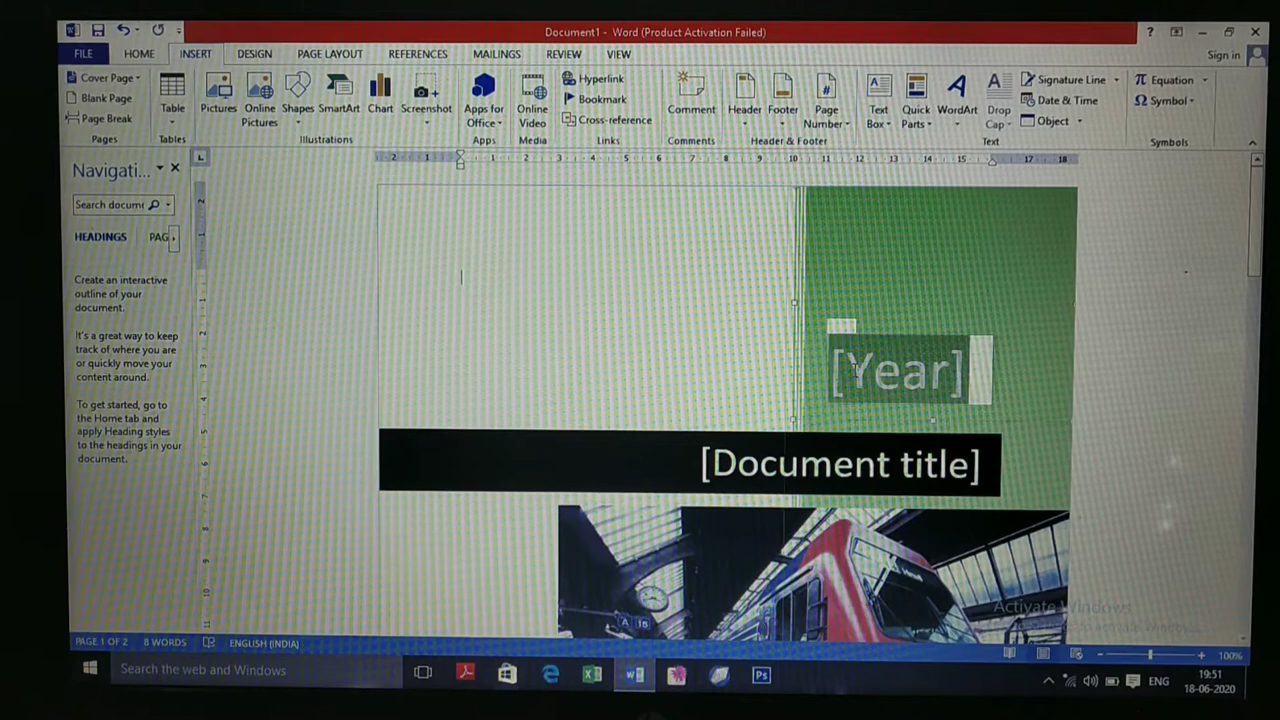 Document1 - Word (Product Activation Failed)
FILE HOME INSERT DESIGN PAGE LAYOUT REFERENCES MAILINGS REVIEW VIEW Sign in
Cover Page
Blank Page
Page Break
Pages
Table
Tables
Pictures
Online Pictures
Shapes
SmartArt
Chart
Screenshot
Illustrations
Apps for Office
Apps
Online Video
Media
Hyperlink
Bookmark
Cross-reference
Links
Comment
Comments
Header
Footer
Page Number
Header & Footer
Text Box
Quick Parts
WordArt
Drop Cap
Signature Line
Date & Time
Object
Text
Equation
Symbol
Symbols
Navigati...
Search docum
HEADINGS PAG
Create an interactive
outline of your
document.
It's a great way to keep
track of where you are
or quickly move your
content around.
To get started, go to
the Home tab and
apply Heading styles
to the headings in your
document.
[Year]
[Document title]
A 15
Activate Windows
PAGE 1 OF 2 8 WORDS ENGLISH (INDIA) 100%
Search the web and Windows
ENG
19:51
18-06-2020